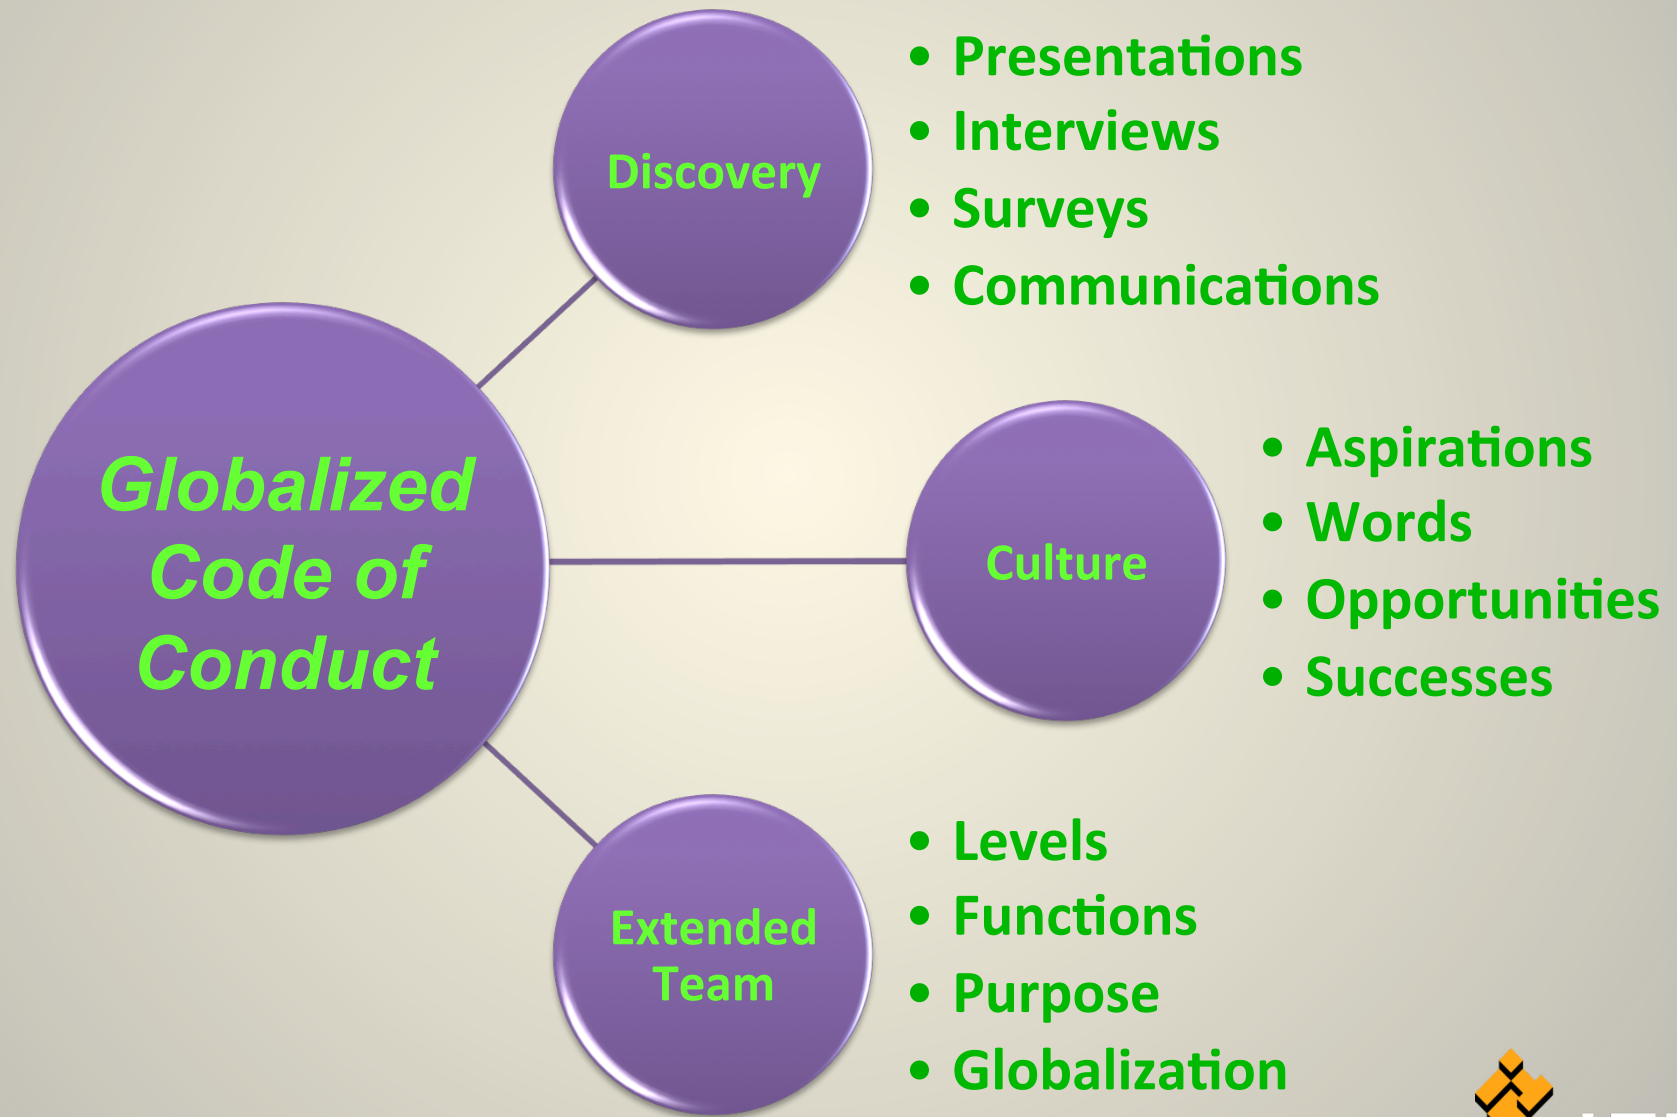 Discovery
• Presentations
• Interviews
• Surveys
• Communications
Globalized
Code of
Conduct
Culture
• Aspirations
• Words
• Opportunities
• Successes
Extended
Team
• Levels
• Functions
• Purpose
• Globalization